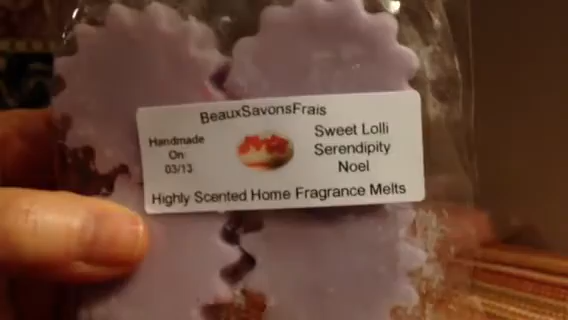 BeauxSavonsFrais
Handmade
On:
03/13
Sweet Lolli
Serendipity
Noel
Highly Scented Home Fragrance Melts